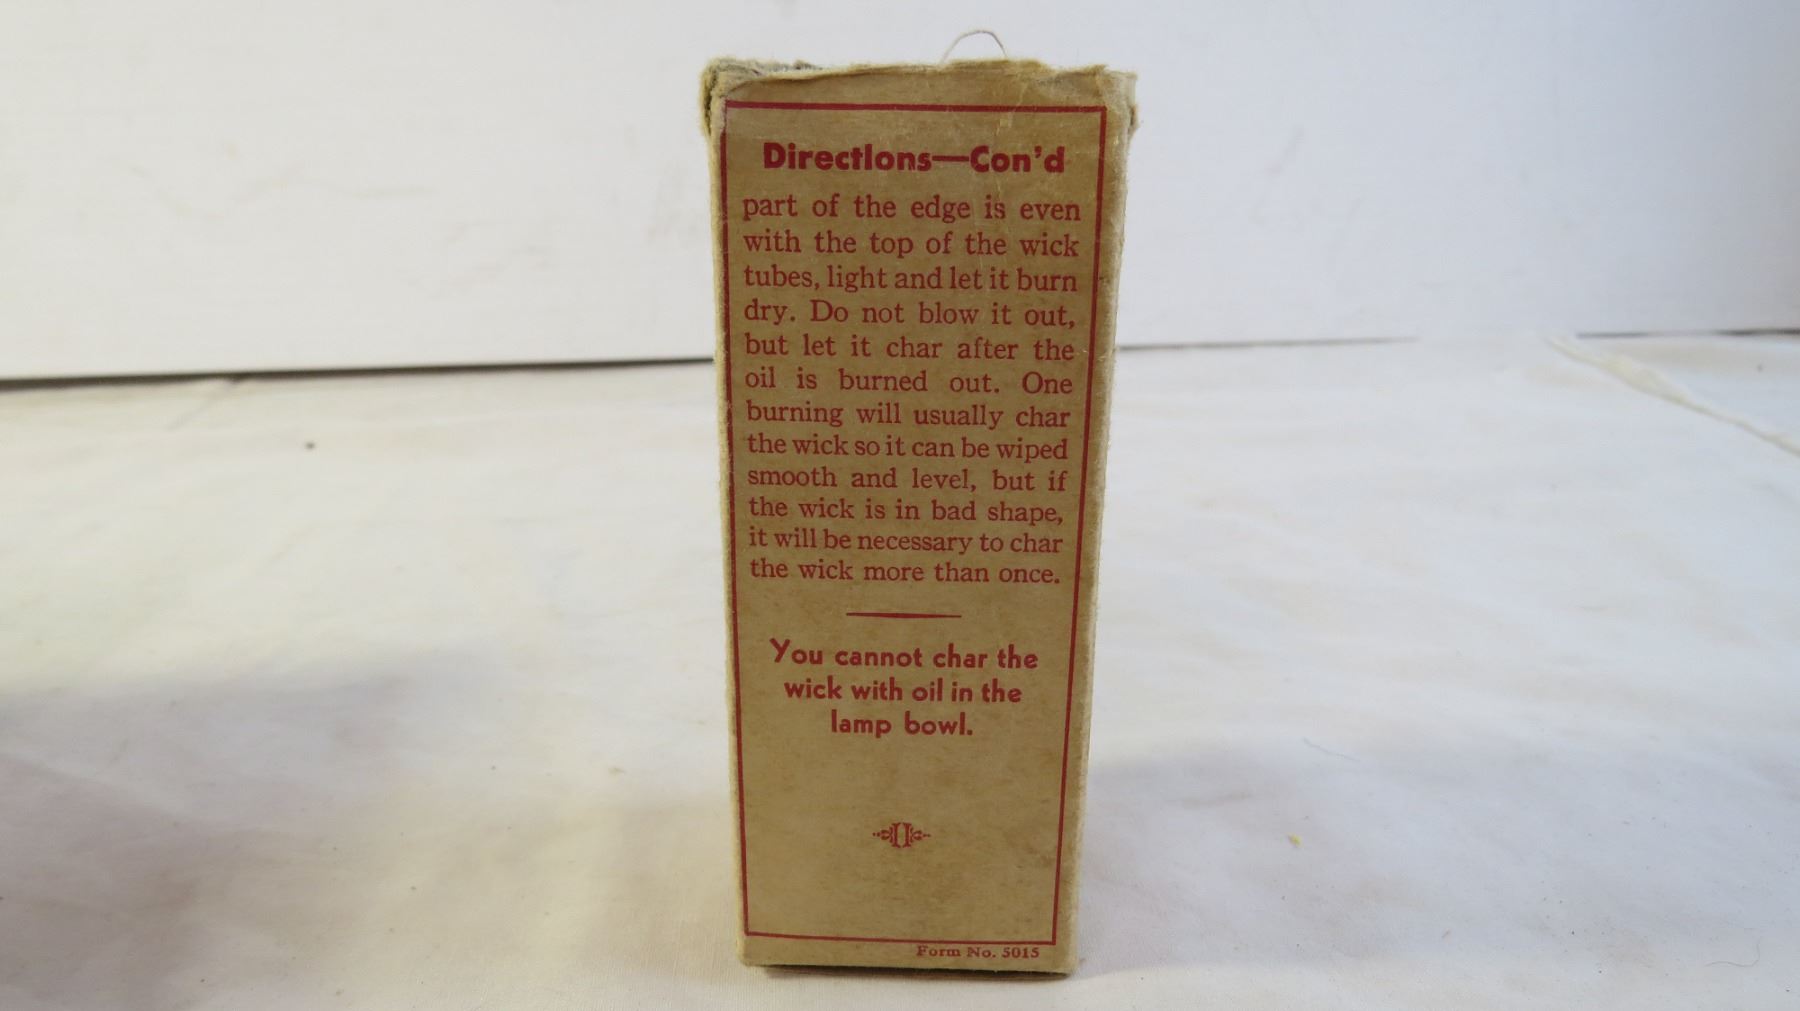 Directions—Con'd
part of the edge is even
with the top of the wick
tubes, light and let it burn
dry. Do not blow it out,
but let it char after the
oil is burned out. One
burning will usually char
the wick so it can be wiped
smooth and level, but if
the wick is in bad shape,
it will be necessary to char
the wick more than once.
You cannot char the
wick with oil in the
lamp bowl.
Form No. 5015